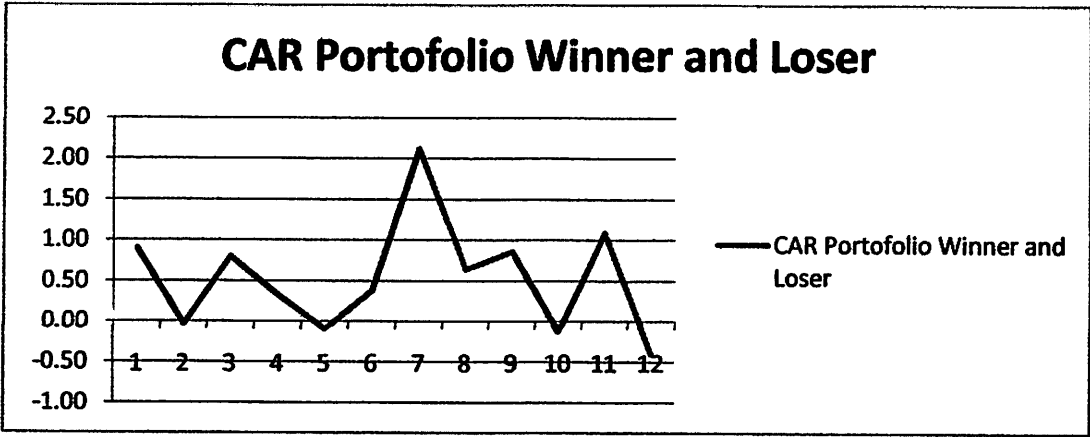 CAR Portofolio Winner and Loser
2.50
2.00
1.50
1.00
0.50
0.00
-0.50
-1.00
1 2 3 4 5 6 7 8 9 10 11 12
CAR Portofolio Winner and
Loser